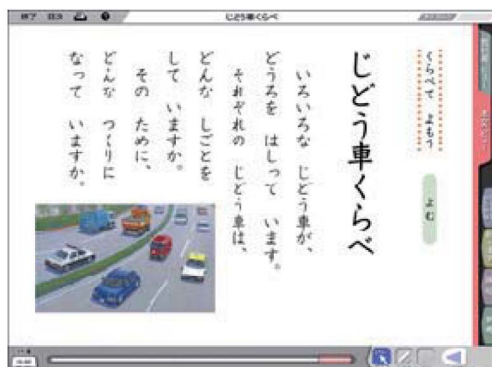 終了
目次
じどう車くらべ
くらべて よもう
よむ
じどう車くらべ
いろいろな じどう車が、
どうろを はしって います。
それぞれの じどう車は、
どんな しごとを
して いますか。
その ために、
どんな つくりに
なって いますか。